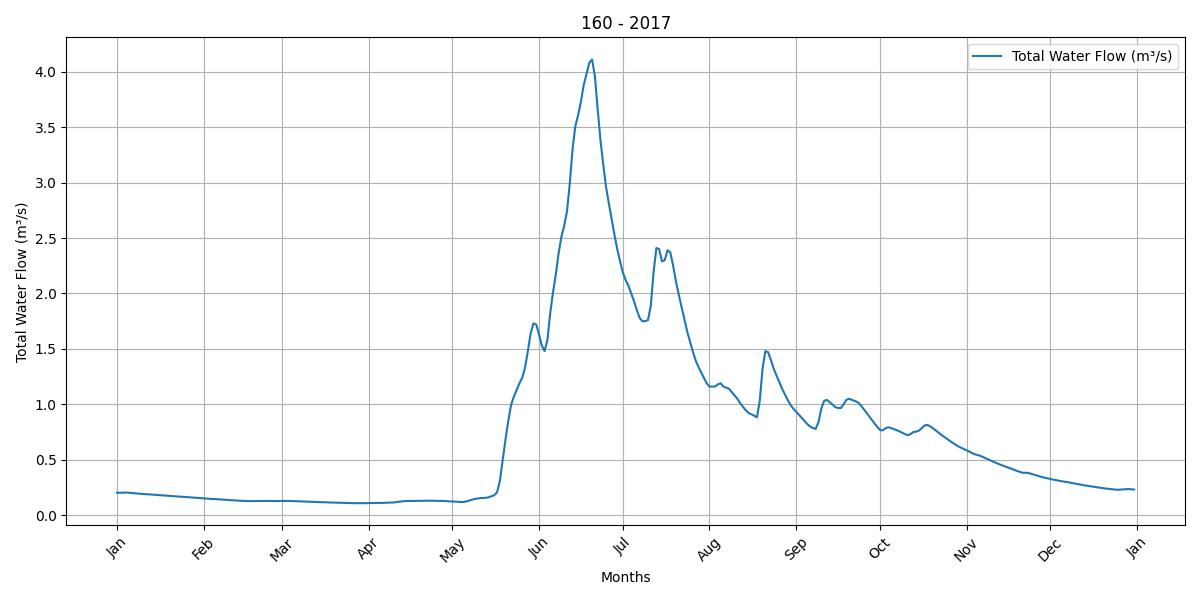 160 - 2017
Total Water Flow (m³/s)
Total Water Flow (m³/s)
4.0
3.5
3.0
2.5
2.0
1.5
1.0
0.5
0.0
Jan
Feb
Mar
Apr
May
Jun
Jul
Aug
Sep
Oct
Nov
Dec
Jan
Months